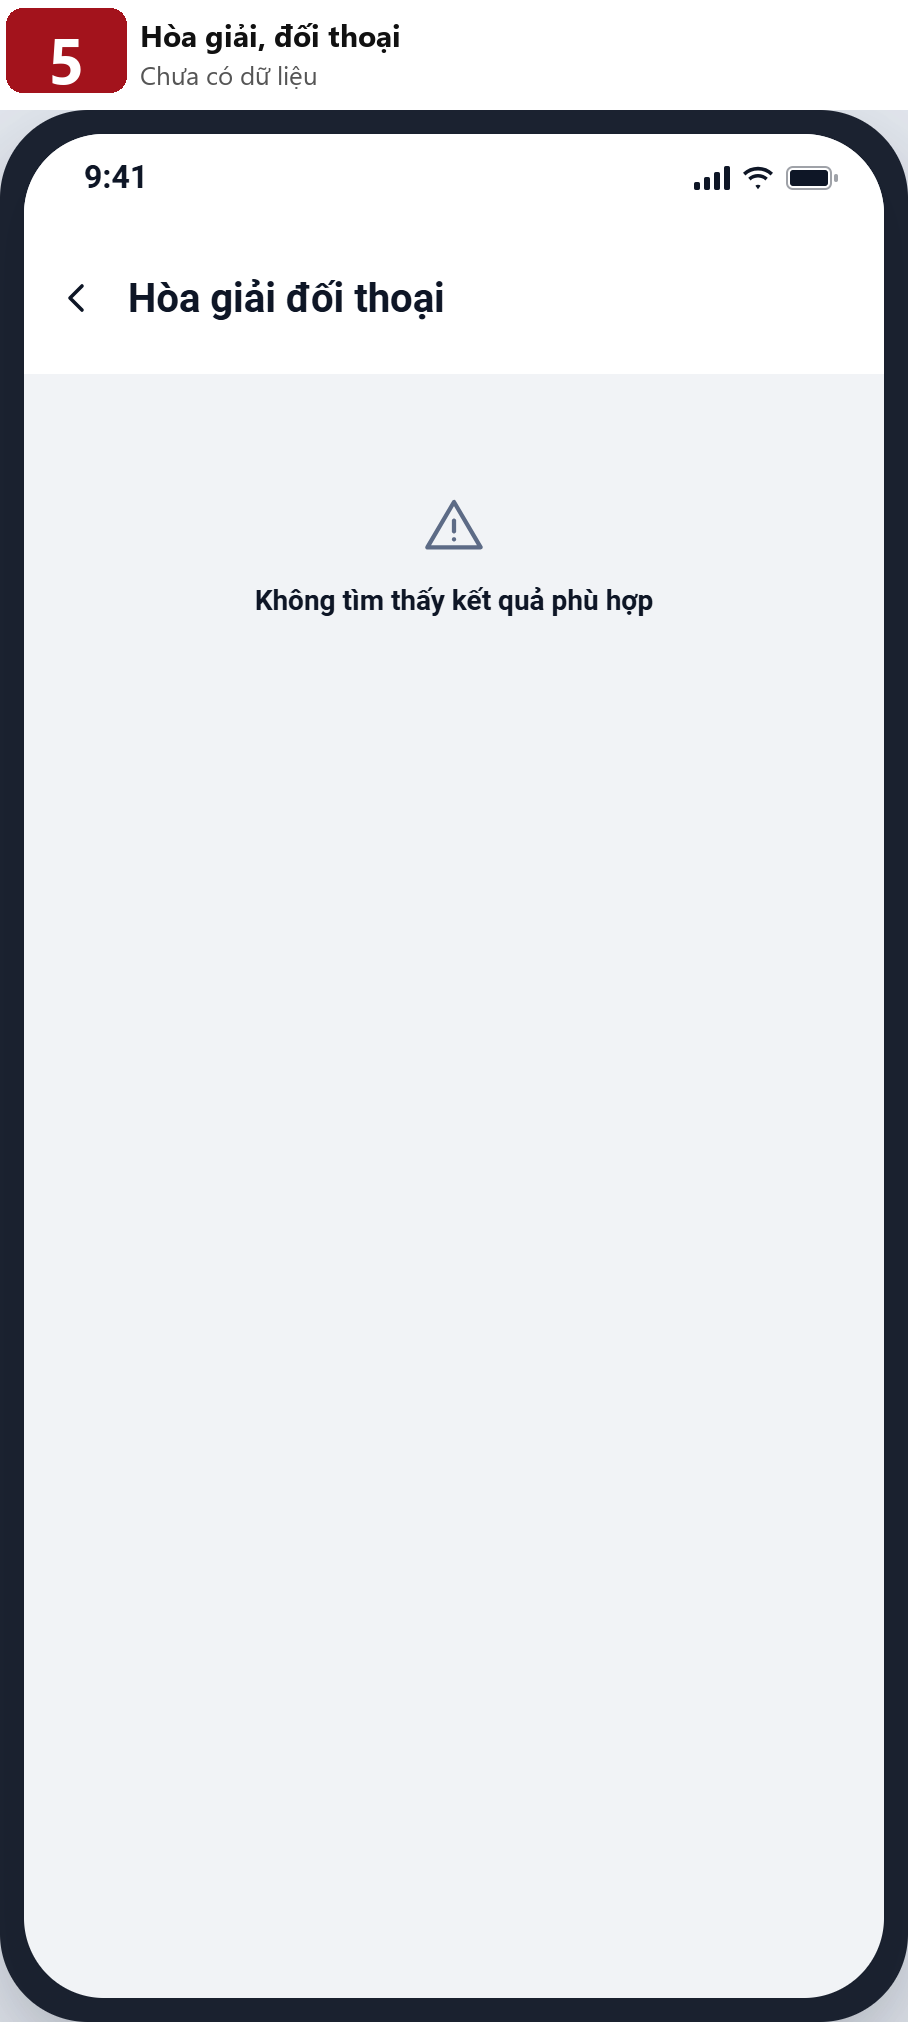 5
Hòa giải, đối thoại
Chưa có dữ liệu
9:41
Hòa giải đối thoại
Không tìm thấy kết quả phù hợp